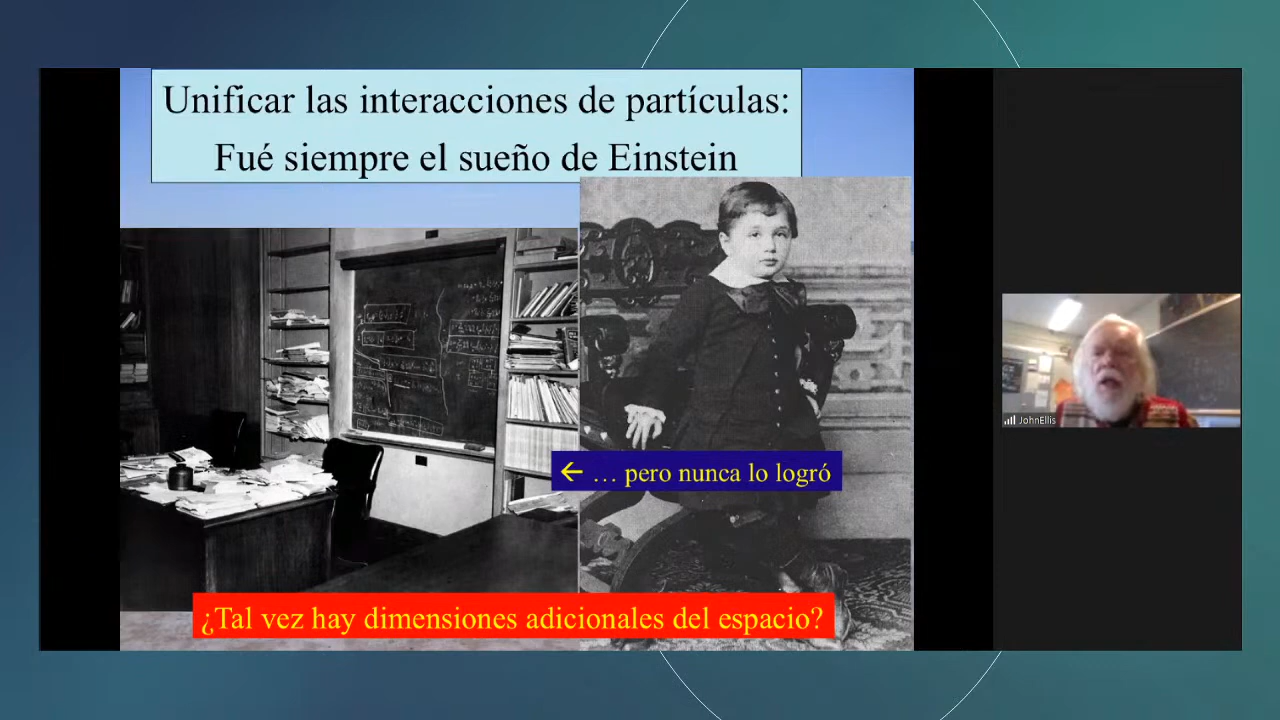 Unificar las interacciones de partículas:
Fué siempre el sueño de Einstein
← … pero nunca lo logró
¿Tal vez hay dimensiones adicionales del espacio?
JohnEllis